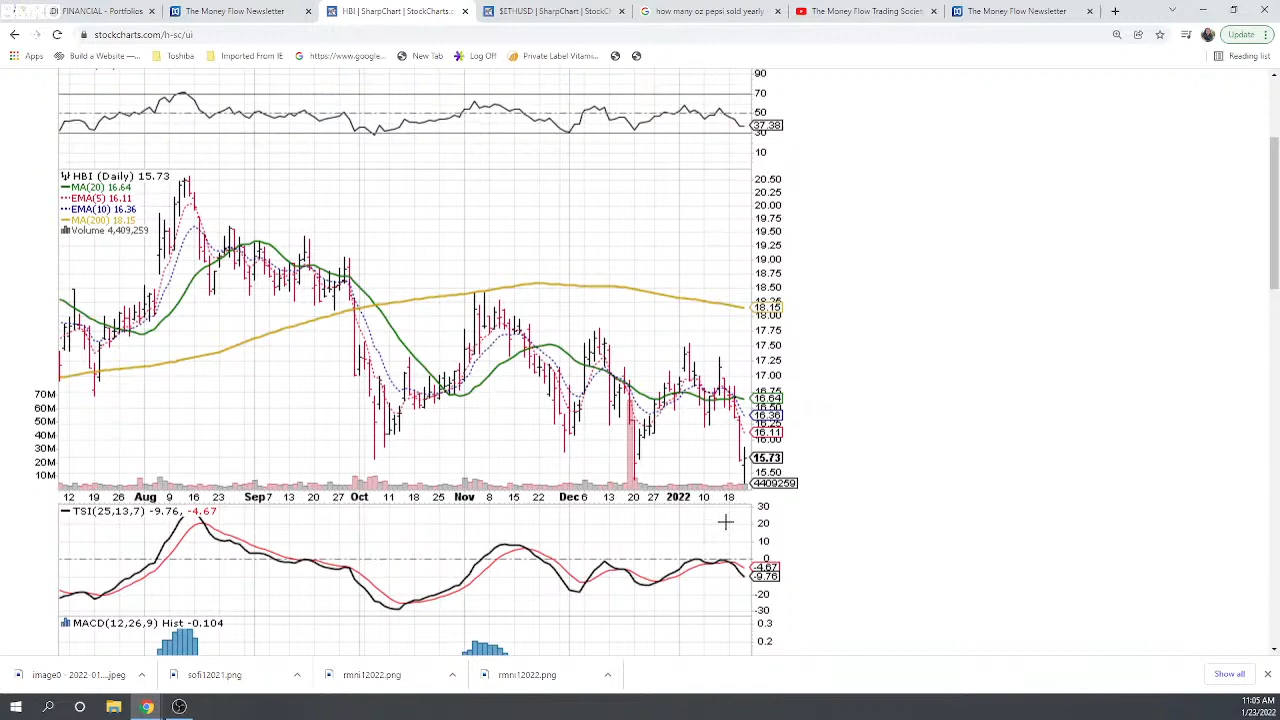 FINANCIAL - Portfolios
The Money Flow Newsletter
HBI | SharpChart | StockCharts.c
$ETHUSD | SharpChart | StockC
how many oz pepsi sold yearly
The Money Flow Trading Societ
The Money Flow Newsletter
stockcharts.com/h-sc/ui
Update
Apps
Build a Website —...
Toshiba
Imported From IE
https://www.google...
New Tab
Log Off
Private Label Vitami...
Reading list
90
70
50
37.38
30
10
HBI (Daily) 15.73
MA(20) 16.64
EMA(5) 16.11
EMA(10) 16.36
MA(200) 18.15
Volume 4,409,259
20.50
20.25
20.00
19.75
19.50
19.25
19.00
18.75
18.50
18.25
18.15
18.00
17.75
17.50
17.25
17.00
16.75
16.64
16.50
16.36
16.25
16.11
16.00
15.73
15.50
4409259
70M
60M
50M
40M
30M
20M
10M
12 19 26 Aug 9 16 23 Sep 7 13 20 27 Oct 11 18 25 Nov 8 15 22 Dec 6 13 20 27 2022 10 18
TSI(25,13,7) -9.76, -4.67
30
20
10
0
-4.67
-9.76
-20
-30
MACD(12,26,9) Hist -0.104
0.3
0.2
image0 - 2022-01....jpeg
sofi12021.png
rmni12022.png
rmni12022.png
Show all
11:05 AM
1/23/2022